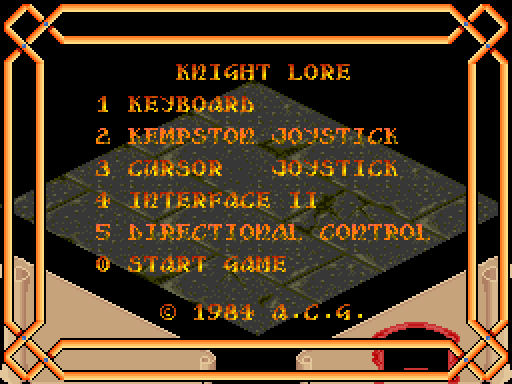 KNIGHT LORE
1 KEYBOARD
2 KEMPSTON JOYSTICK
3 CURSOR JOYSTICK
4 INTERFACE II
5 DIRECTIONAL CONTROL
0 START GAME
© 1984 A.C.G.